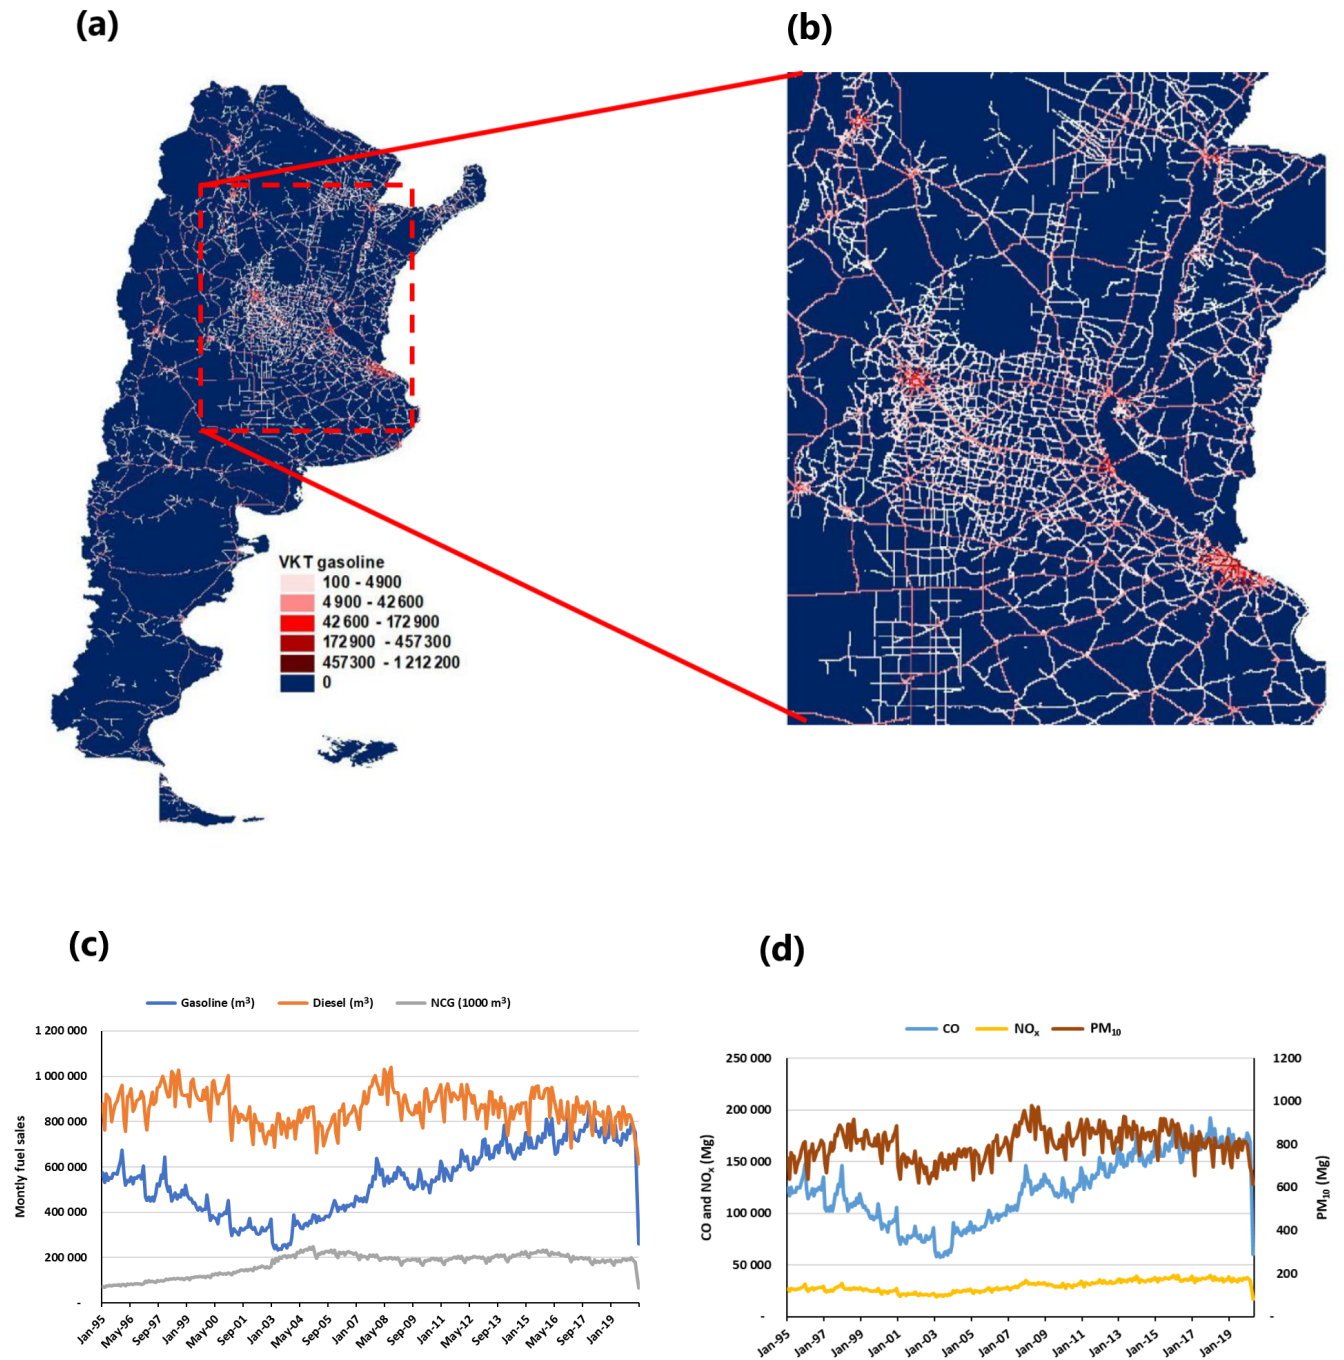 (a)
(b)
VKT gasoline
100 - 4 900
4 900 - 42 600
42 600 - 172 900
172 900 - 457 300
457 300 - 1 212 200
0
(c)
(d)
Gasoline (m³) Diesel (m³) NCG (1000 m³)
Montly fuel sales
1 200 000
1 000 000
800 000
600 000
400 000
200 000
-
Jan-95 May-96 Sep-97 Jan-99 May-00 Sep-01 Jan-03 May-04 Sep-05 Jan-07 May-08 Sep-09 Jan-11 May-12 Sep-13 Jan-15 May-16 Sep-17 Jan-19
CO NOₓ PM₁₀
CO and NOₓ (Mg)
250 000
200 000
150 000
100 000
50 000
-
1200
1000
800
600
400
200
-
PM₁₀ (Mg)
Jan-95 Jan-97 Jan-99 Jan-01 Jan-03 Jan-05 Jan-07 Jan-09 Jan-11 Jan-13 Jan-15 Jan-17 Jan-19